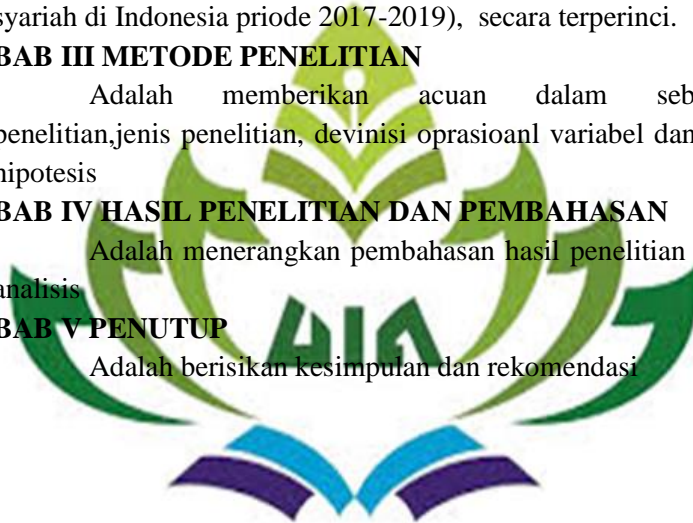 syariah di Indonesia priode 2017-2019), secara terperinci.
BAB III METODE PENELITIAN
Adalah memberikan acuan dalam seb
penelitian,jenis penelitian, devinisi oprasioanl variabel dan
hipotesis
BAB IV HASIL PENELITIAN DAN PEMBAHASAN
Adalah menerangkan pembahasan hasil penelitian
analisis
BAB V PENUTUP
Adalah berisikan kesimpulan dan rekomendasi
UIN